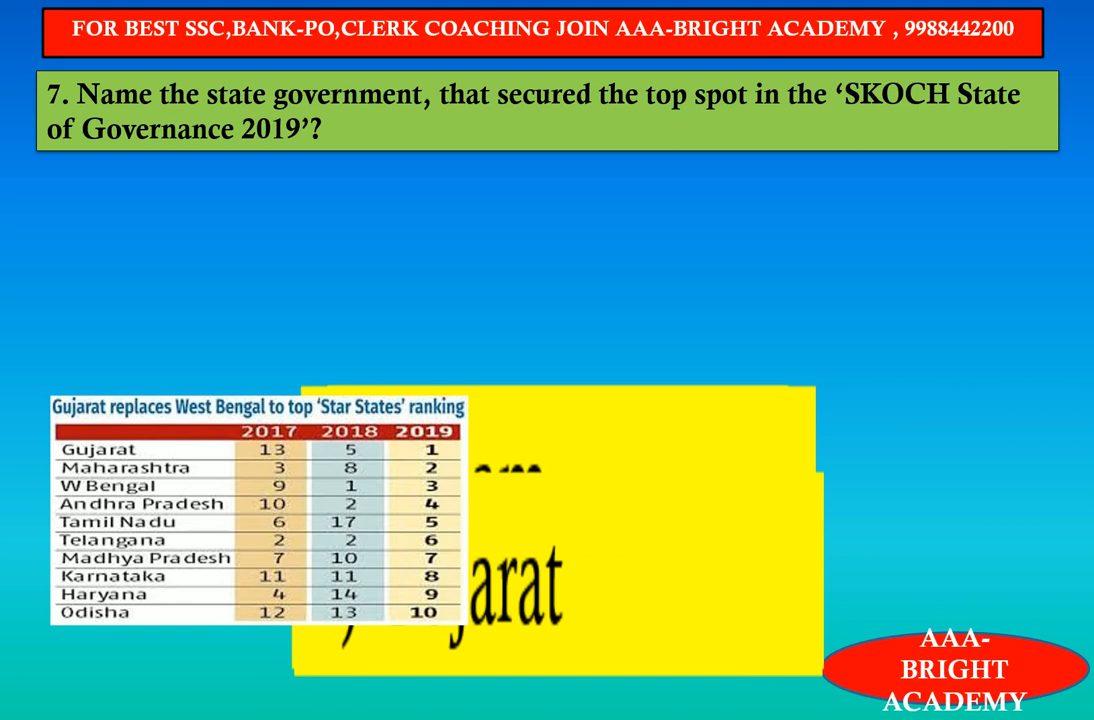 FOR BEST SSC,BANK-PO,CLERK COACHING JOIN AAA-BRIGHT ACADEMY , 9988442200
7. Name the state government, that secured the top spot in the ‘SKOCH State
of Governance 2019’?
Gujarat replaces West Bengal to top ‘Star States’ ranking
2017 2018 2019
Gujarat 13 5 1
Maharashtra 3 8 2
W Bengal 9 1 3
Andhra Pradesh 10 2 4
Tamil Nadu 6 17 5
Telangana 2 2 6
Madhya Pradesh 7 10 7
Karnataka 11 11 8
Haryana 4 14 9
Odisha 12 13 10
arat
AAA-
BRIGHT
ACADEMY